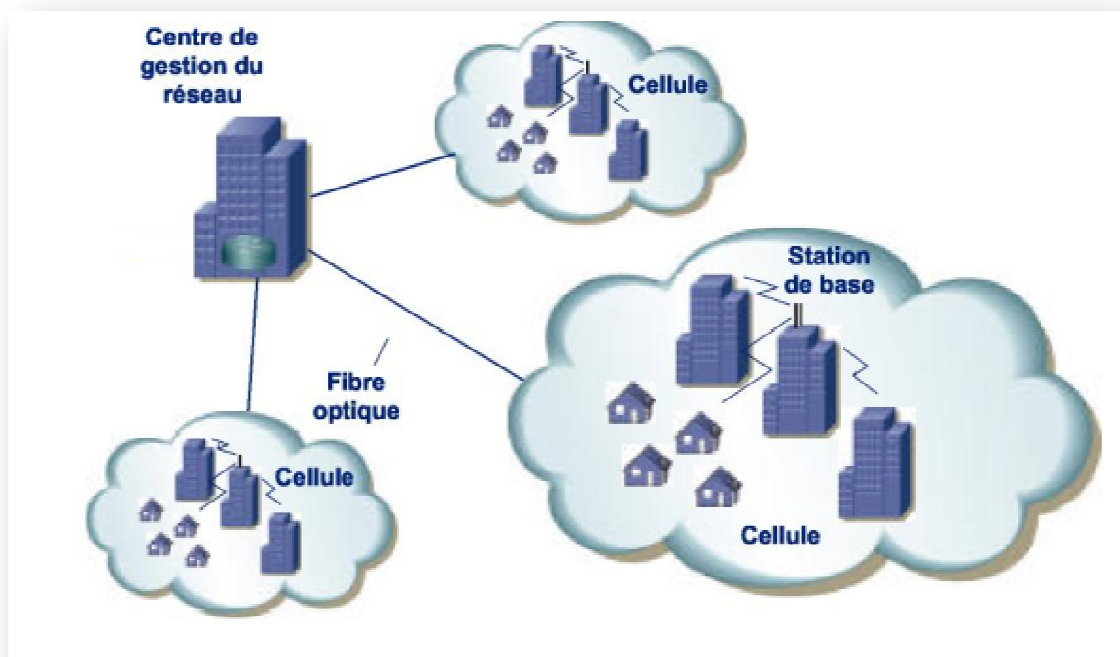 Centre de
gestion du
réseau
Cellule
Station
de base
Fibre
optique
Cellule
Cellule